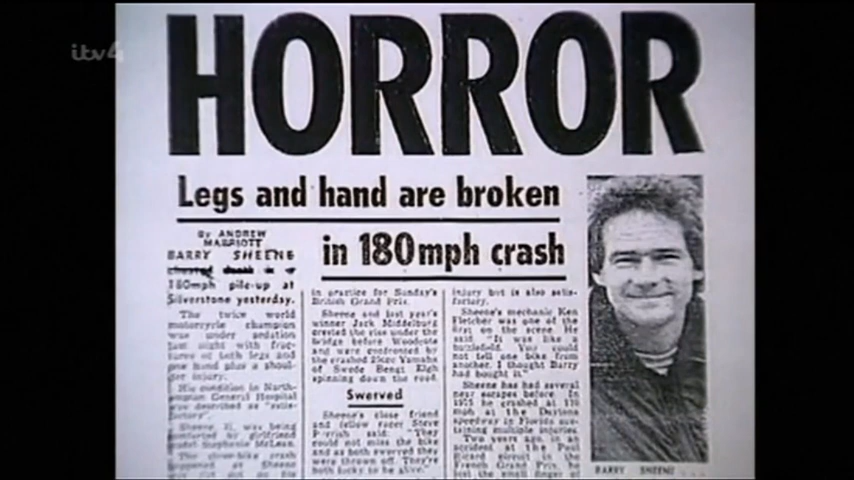 itv4
HORROR
Legs and hand are broken
in 180mph crash
By ANDREW
MARRIOTT
BARRY SHEENE
cheated death in a
180mph pile-up at
Silverstone yesterday.
The twice world
motorcycle champion
was under sedation
last night with frac-
tures of both legs and
one hand plus a shoul-
der injury.
His condition in North-
ampton General Hospital
was described as "satis-
factory".
Sheene, 31, was being
comforted by girlfriend
model Stephanie McLean.
crash
happened at Sheene
in practice for Sunday's
British Grand Prix.
Sheene and last year's
winner Jack Middelburg
crested the rise under the
bridge before Woodcote
and were confronted by
the crashed 250cc Yamaha
of Swede Bengt Elgh
spinning down the road.
Swerved
Sheene's close friend
and fellow racer Steve
Parrish said: "They
could not miss the bike
and as both swerved they
were thrown off. They're
both lucky to be alive".
injury but is also satis-
factory.
Sheene's mechanic Ken
Fletcher was one of the
first on the scene. He
said: "It was like a
battlefield. You could
not tell one bike from
another. I thought Barry
had bought it."
Sheene has had several
near escapes before. In
1975 he crashed at 178
mph at the Daytona
speedway in Florida sus-
taining multiple injuries.
Two years ago, in an
accident at the Paul
Ricard circuit in the
French Grand Prix, he
lost the small finger of
BARRY SHEENE